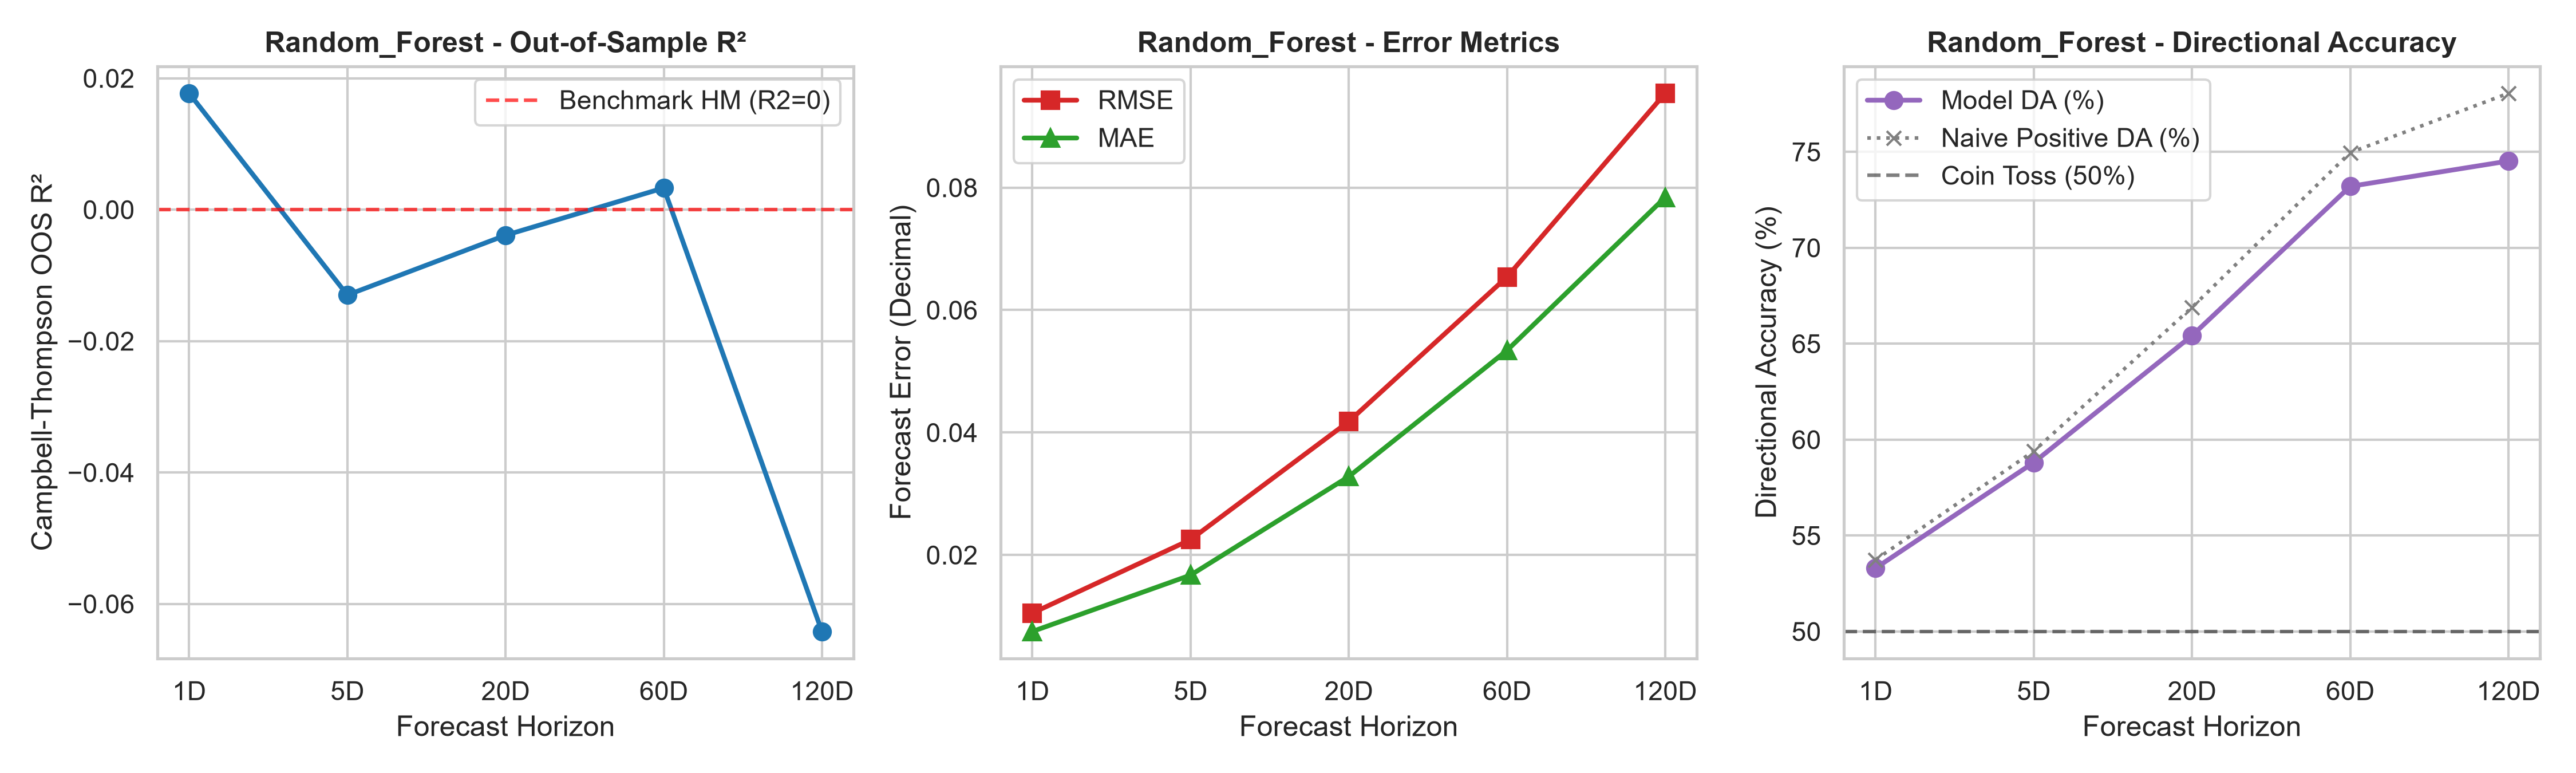 Random_Forest - Out-of-Sample R²
Campbell-Thompson OOS R²
0.02
0.00
−0.02
−0.04
−0.06
Benchmark HM (R2=0)
1D 5D 20D 60D 120D
Forecast Horizon
Random_Forest - Error Metrics
Forecast Error (Decimal)
0.08
0.06
0.04
0.02
RMSE
MAE
1D 5D 20D 60D 120D
Forecast Horizon
Random_Forest - Directional Accuracy
Directional Accuracy (%)
75
70
65
60
55
50
Model DA (%)
Naive Positive DA (%)
Coin Toss (50%)
1D 5D 20D 60D 120D
Forecast Horizon